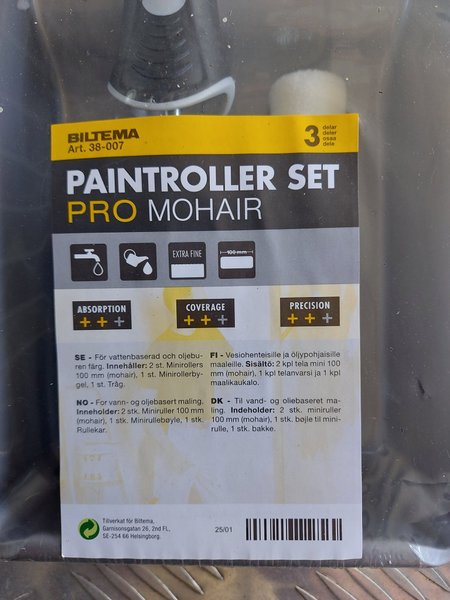 BILTEMA
Art. 38-007
3 delar
deler
osaa
dele
PAINTROLLER SET
PRO MOHAIR
EXTRA FINE
100 mm
ABSORPTION
COVERAGE
PRECISION
+ + +
+ + +
+ + +
SE - För vattenbaserad och oljebu-
ren färg. Innehåller: 2 st. Minirollers
100 mm (mohair), 1 st. Minirollerby-
gel, 1 st. Tråg.
FI - Vesiohenteisille ja öljypohjaisille
maaleille. Sisältö: 2 kpl tela mini 100
mm (mohair), 1 kpl telanvarsi ja 1 kpl
maalikaukalo.
NO - For vann- og oljebasert maling.
Inneholder: 2 stk. Miniruller 100 mm
(mohair), 1 stk. Minirullebøyle, 1 stk.
Rullekar.
DK - Til vand- og oliebaseret ma-
ling. Indeholder: 2 stk. miniruller
100 mm (mohair), 1 stk. bøjle til mini-
rulle, 1 stk. bakke.
Tillverkat för Biltema,
Garnisonsgatan 26, 2nd FL,
SE-254 66 Helsingborg.
25/01